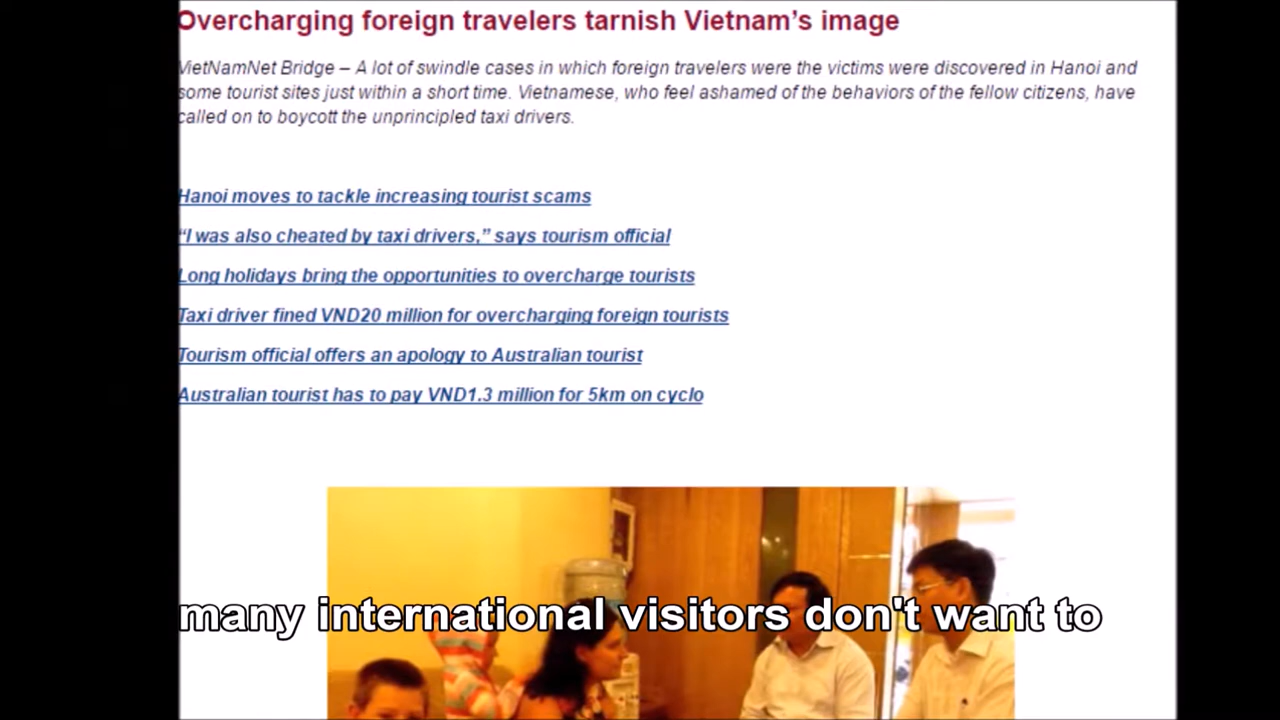 Overcharging foreign travelers tarnish Vietnam’s image
VietNamNet Bridge – A lot of swindle cases in which foreign travelers were the victims were discovered in Hanoi and
some tourist sites just within a short time. Vietnamese, who feel ashamed of the behaviors of the fellow citizens, have
called on to boycott the unprincipled taxi drivers.
Hanoi moves to tackle increasing tourist scams
“I was also cheated by taxi drivers,” says tourism official
Long holidays bring the opportunities to overcharge tourists
Taxi driver fined VND20 million for overcharging foreign tourists
Tourism official offers an apology to Australian tourist
Australian tourist has to pay VND1.3 million for 5km on cyclo
many international visitors don't want to